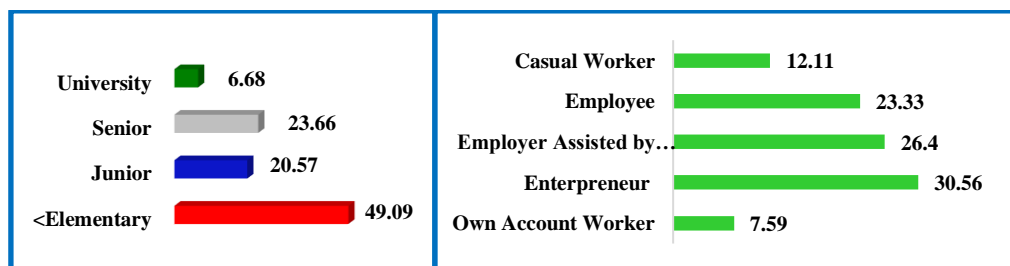 University 6.68
Senior 23.66
Junior 20.57
<Elementary 49.09
Casual Worker 12.11
Employee 23.33
Employer Assisted by… 26.4
Enterpreneur 30.56
Own Account Worker 7.59